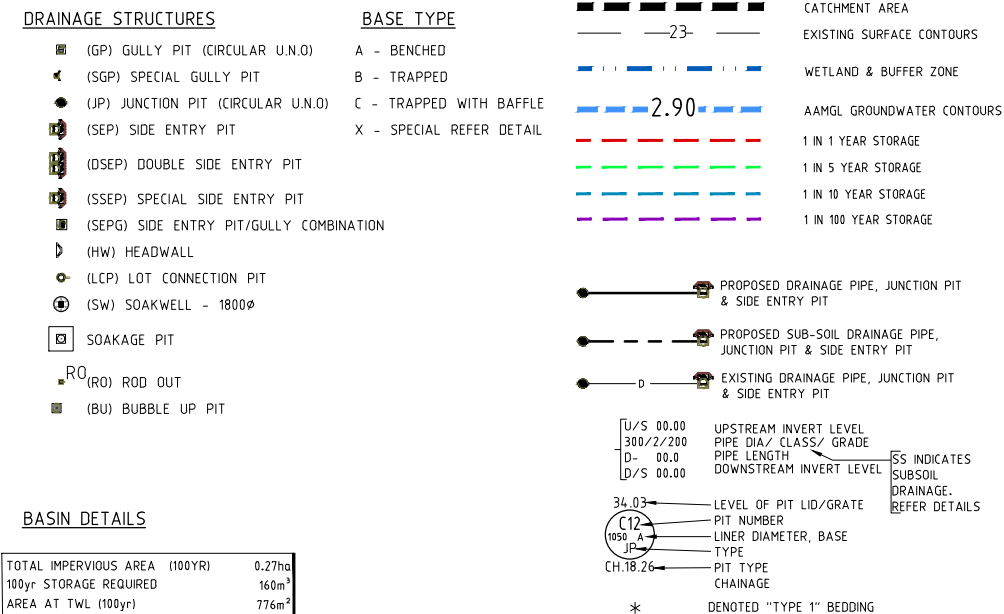 DRAINAGE STRUCTURES
(GP) GULLY PIT (CIRCULAR U.N.O)
(SGP) SPECIAL GULLY PIT
(JP) JUNCTION PIT (CIRCULAR U.N.O)
(SEP) SIDE ENTRY PIT
(DSEP) DOUBLE SIDE ENTRY PIT
(SSEP) SPECIAL SIDE ENTRY PIT
(SEPG) SIDE ENTRY PIT/GULLY COMBINATION
(HW) HEADWALL
(LCP) LOT CONNECTION PIT
(SW) SOAKWELL - 1800ø
SOAKAGE PIT
RO
(RO) ROD OUT
(BU) BUBBLE UP PIT
BASE TYPE
A - BENCHED
B - TRAPPED
C - TRAPPED WITH BAFFLE
X - SPECIAL REFER DETAIL
BASIN DETAILS
TOTAL IMPERVIOUS AREA (100YR) 0.27ha
100yr STORAGE REQUIRED 160m³
AREA AT TWL (100yr) 776m²
CATCHMENT AREA
23 EXISTING SURFACE CONTOURS
WETLAND & BUFFER ZONE
2.90 AAMGL GROUNDWATER CONTOURS
1 IN 1 YEAR STORAGE
1 IN 5 YEAR STORAGE
1 IN 10 YEAR STORAGE
1 IN 100 YEAR STORAGE
PROPOSED DRAINAGE PIPE, JUNCTION PIT
& SIDE ENTRY PIT
PROPOSED SUB-SOIL DRAINAGE PIPE,
JUNCTION PIT & SIDE ENTRY PIT
D EXISTING DRAINAGE PIPE, JUNCTION PIT
& SIDE ENTRY PIT
U/S 00.00 UPSTREAM INVERT LEVEL
300/2/200 PIPE DIA/ CLASS/ GRADE
D- 00.0 PIPE LENGTH
D/S 00.00 DOWNSTREAM INVERT LEVEL
SS INDICATES
SUBSOIL
DRAINAGE.
REFER DETAILS
34.03 LEVEL OF PIT LID/GRATE
C12 PIT NUMBER
1050 A LINER DIAMETER, BASE
JP TYPE
CH.18.26 PIT TYPE
CHAINAGE
* DENOTED "TYPE 1" BEDDING